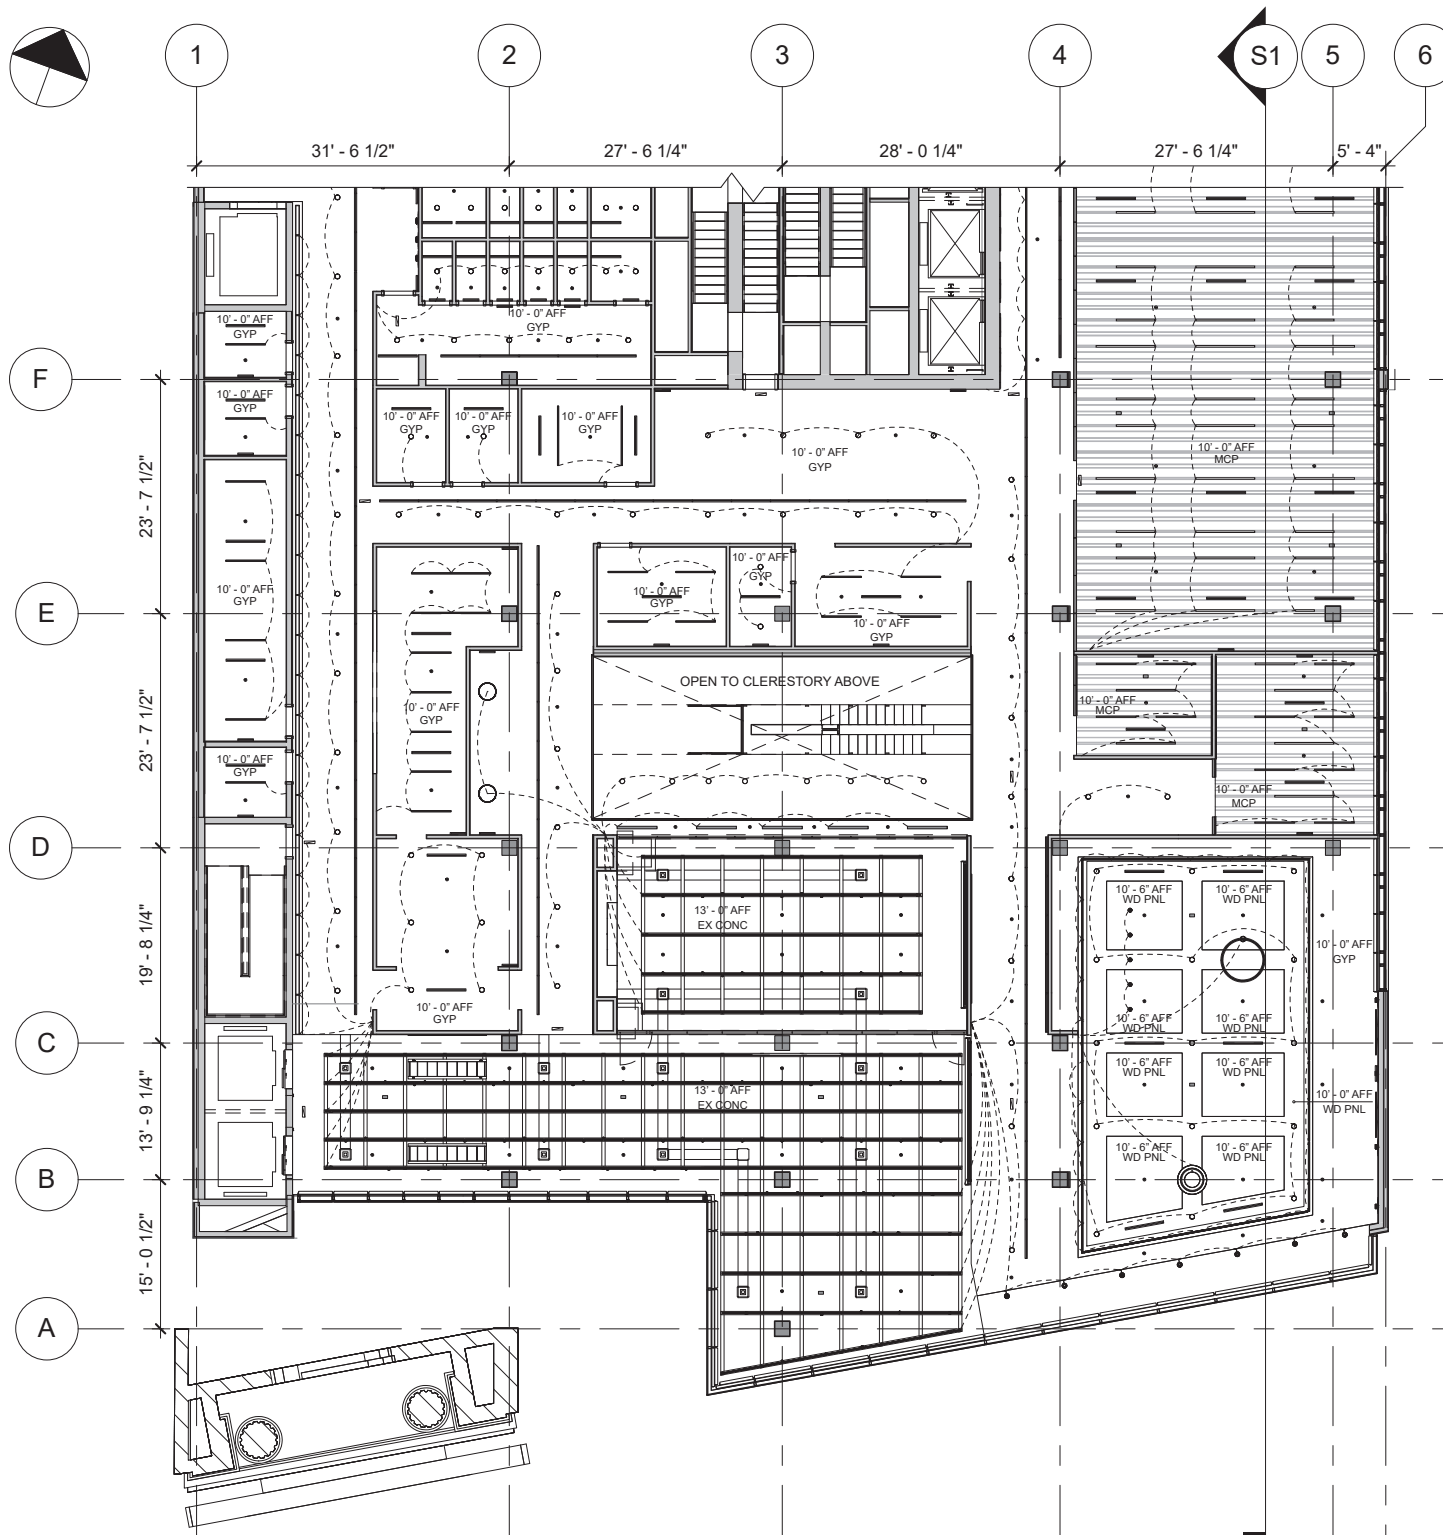 1
2
3
4
S1
5
6
31' - 6 1/2"
27' - 6 1/4"
28' - 0 1/4"
27' - 6 1/4"
5' - 4"
10' - 0" AFF
GYP
10' - 0" AFF
GYP
F
10' - 0" AFF
GYP
10' - 0" AFF
GYP
10' - 0" AFF
GYP
10' - 0" AFF
GYP
10' - 0" AFF
GYP
10' - 0" AFF
MCP
23' - 7 1/2"
10' - 0" AFF
GYP
10' - 0" AFF
GYP
10' - 0" AFF
GYP
E
10' - 0" AFF
GYP
OPEN TO CLERESTORY ABOVE
10' - 0" AFF
GYP
10' - 0" AFF
MCP
23' - 7 1/2"
10' - 0" AFF
GYP
10' - 0" AFF
MCP
D
10' - 6" AFF
WD PNL
10' - 6" AFF
WD PNL
13' - 0" AFF
EX CONC
10' - 0" AFF
GYP
19' - 8 1/4"
10' - 0" AFF
GYP
10' - 6" AFF
WD PNL
10' - 6" AFF
WD PNL
C
10' - 6" AFF
WD PNL
10' - 6" AFF
WD PNL
13' - 0" AFF
EX CONC
10' - 0" AFF
WD PNL
13' - 9 1/4"
10' - 6" AFF
WD PNL
10' - 6" AFF
WD PNL
B
15' - 0 1/2"
A